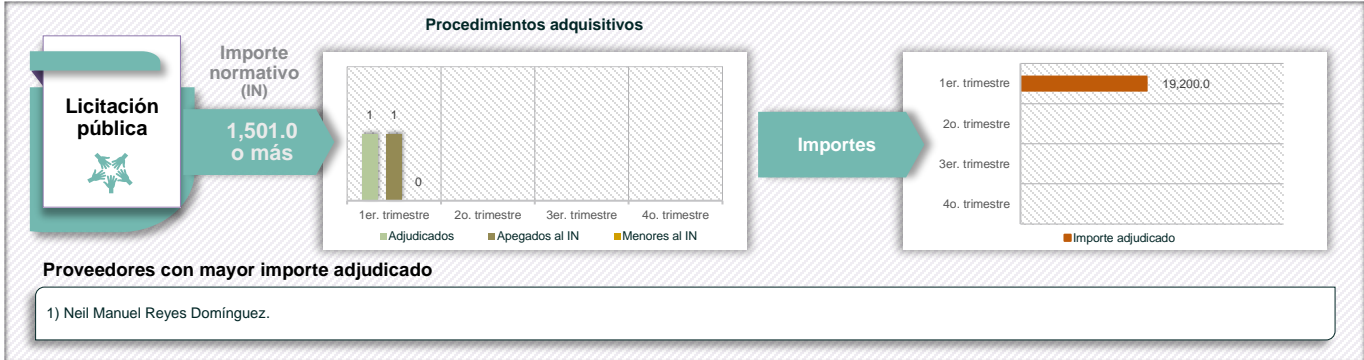 Procedimientos adquisitivos
Licitación
pública
Importe
normativo
(IN)
1,501.0
o más
1 1
0
1er. trimestre 2o. trimestre 3er. trimestre 4o. trimestre
Adjudicados Apegados al IN Menores al IN
Importes
1er. trimestre 19,200.0
2o. trimestre
3er. trimestre
4o. trimestre
Importe adjudicado
Proveedores con mayor importe adjudicado
1) Neil Manuel Reyes Domínguez.